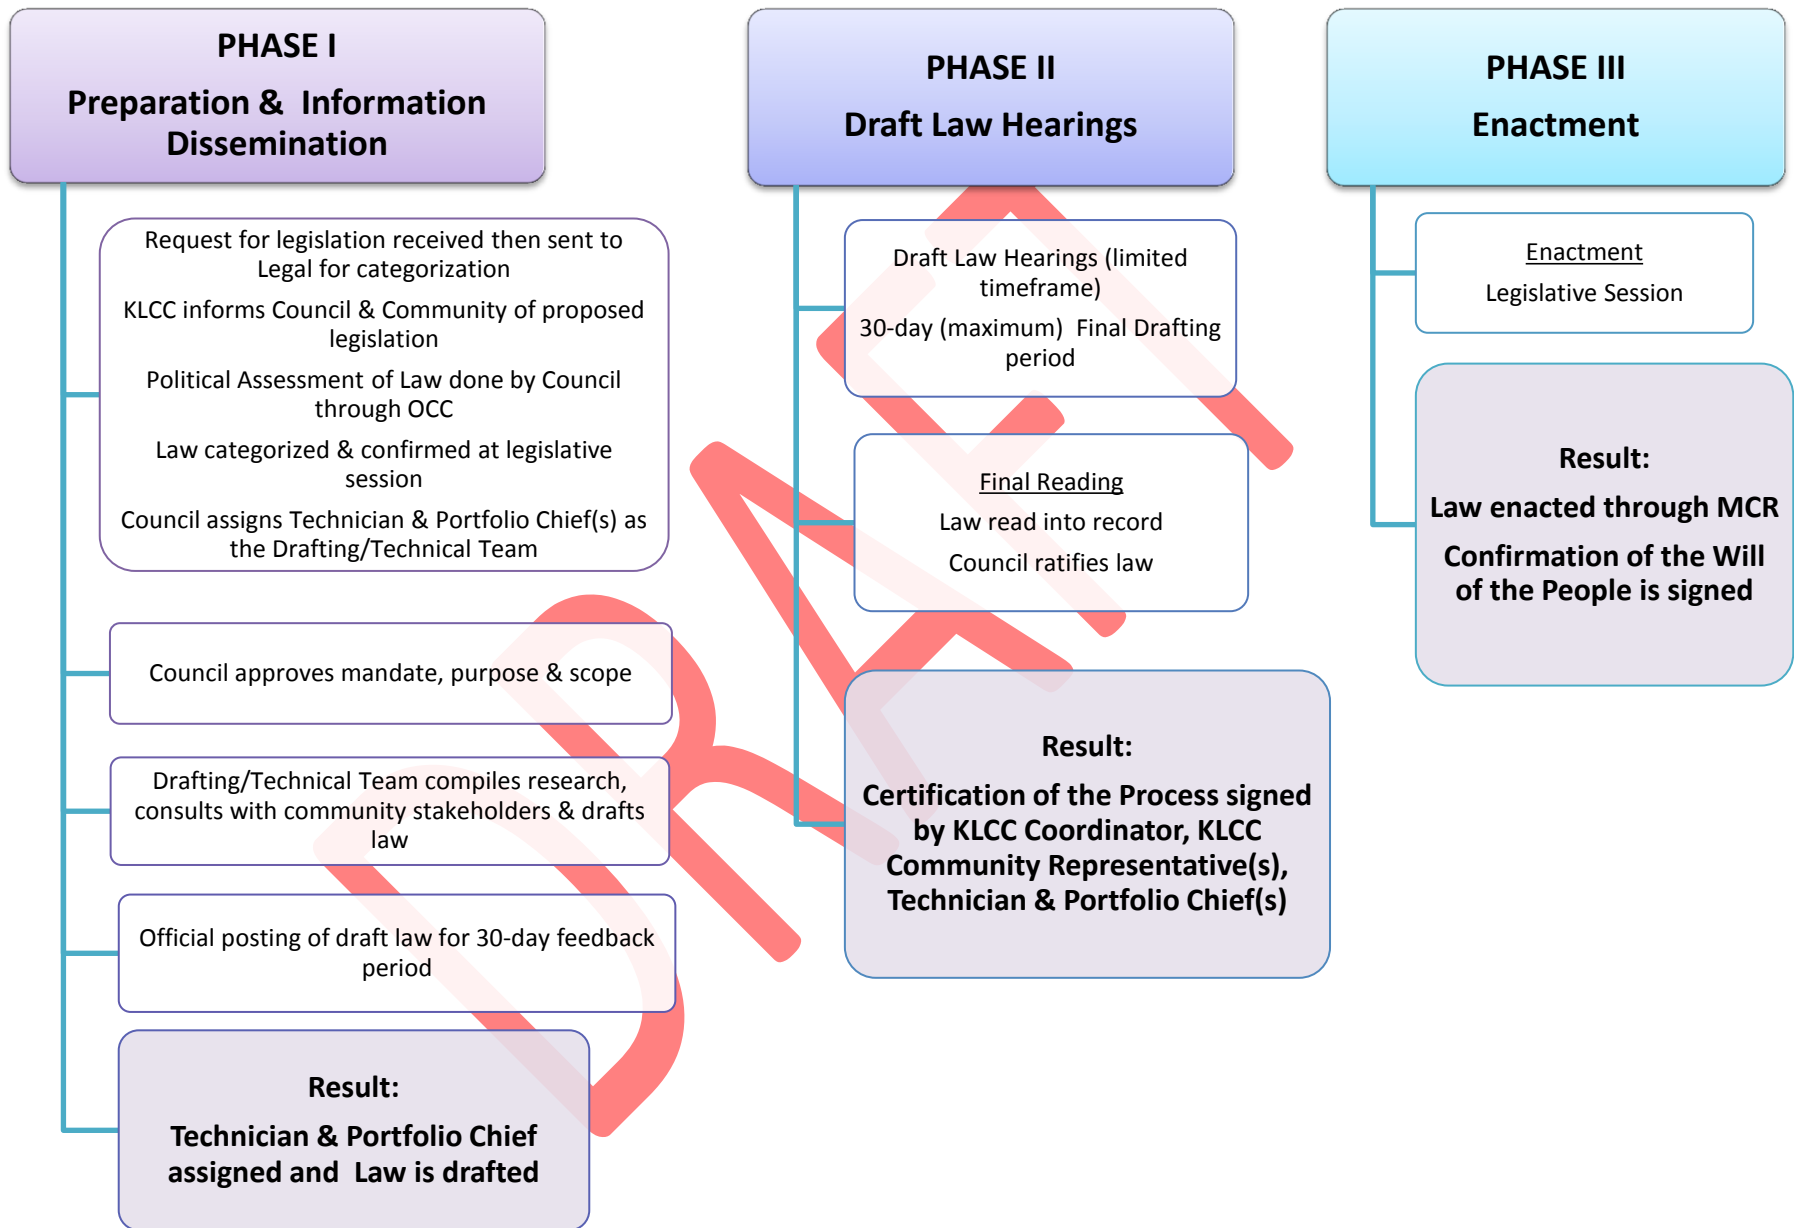 PHASE I
Preparation & Information
Dissemination
Request for legislation received then sent to
Legal for categorization
KLCC informs Council & Community of proposed
legislation
Political Assessment of Law done by Council
through OCC
Law categorized & confirmed at legislative
session
Council assigns Technician & Portfolio Chief(s) as
the Drafting/Technical Team
Council approves mandate, purpose & scope
Drafting/Technical Team compiles research,
consults with community stakeholders & drafts
law
Official posting of draft law for 30-day feedback
period
Result:
Technician & Portfolio Chief
assigned and Law is drafted
PHASE II
Draft Law Hearings
Draft Law Hearings (limited
timeframe)
30-day (maximum) Final Drafting
period
Final Reading
Law read into record
Council ratifies law
Result:
Certification of the Process signed
by KLCC Coordinator, KLCC
Community Representative(s),
Technician & Portfolio Chief(s)
PHASE III
Enactment
Enactment
Legislative Session
Result:
Law enacted through MCR
Confirmation of the Will
of the People is signed
DRAFT